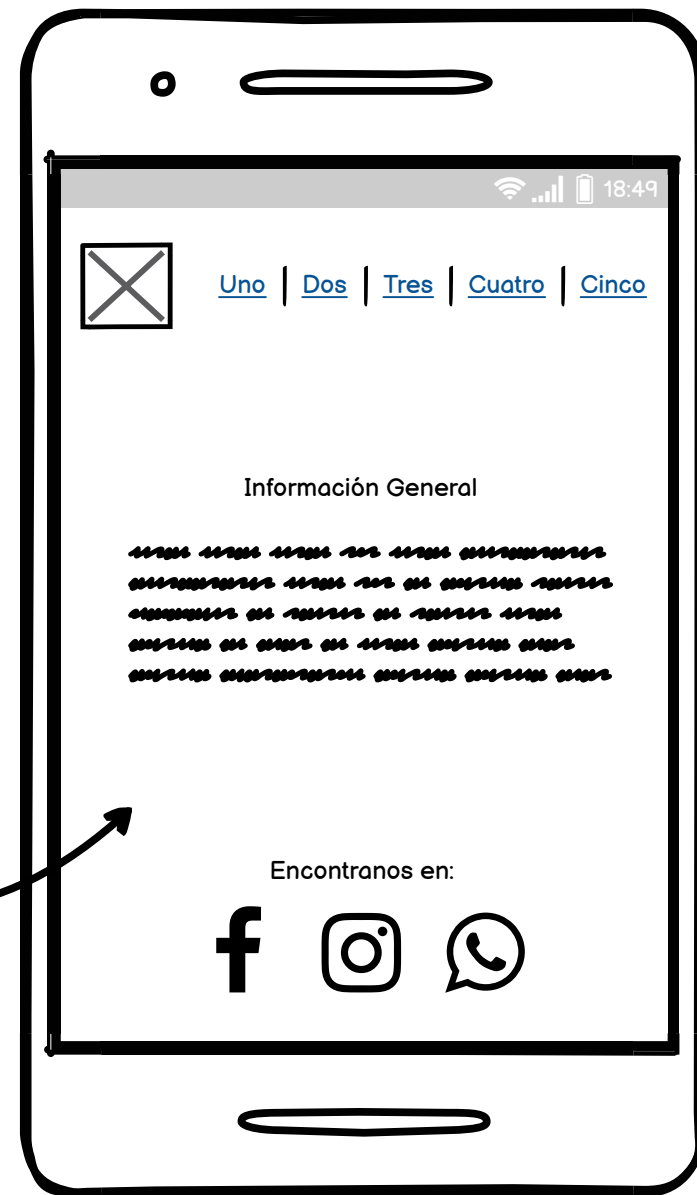 18:49
Uno | Dos | Tres | Cuatro | Cinco
Información General
Encontranos en: